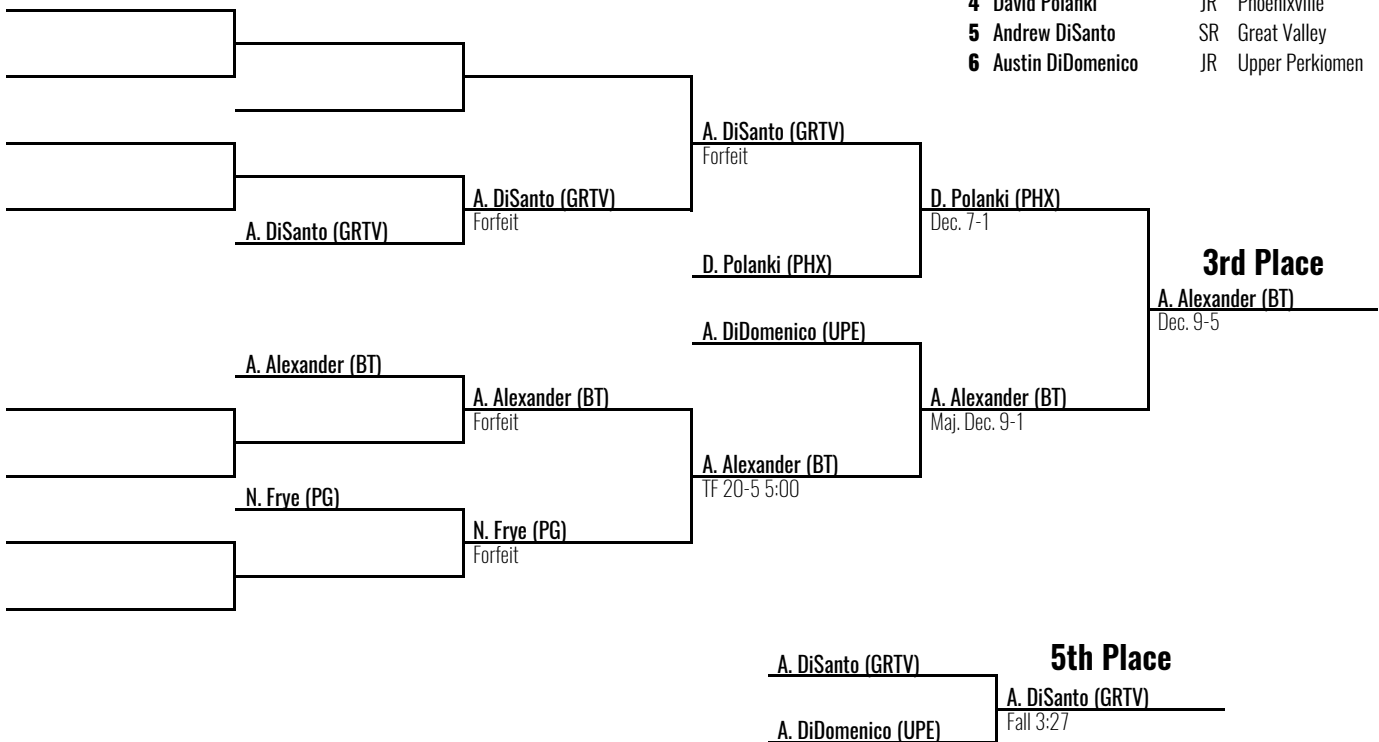 4 David Polanki JR Phoenixville
5 Andrew DiSanto SR Great Valley
6 Austin DiDomenico JR Upper Perkiomen
A. DiSanto (GRTV)
Forfeit
A. DiSanto (GRTV)
Forfeit
D. Polanki (PHX)
Dec. 7-1
A. DiSanto (GRTV)
D. Polanki (PHX)
3rd Place
A. Alexander (BT)
Dec. 9-5
A. DiDomenico (UPE)
A. Alexander (BT)
A. Alexander (BT)
Forfeit
A. Alexander (BT)
Maj. Dec. 9-1
A. Alexander (BT)
TF 20-5 5:00
N. Frye (PG)
N. Frye (PG)
Forfeit
5th Place
A. DiSanto (GRTV)
A. DiSanto (GRTV)
Fall 3:27
A. DiDomenico (UPE)